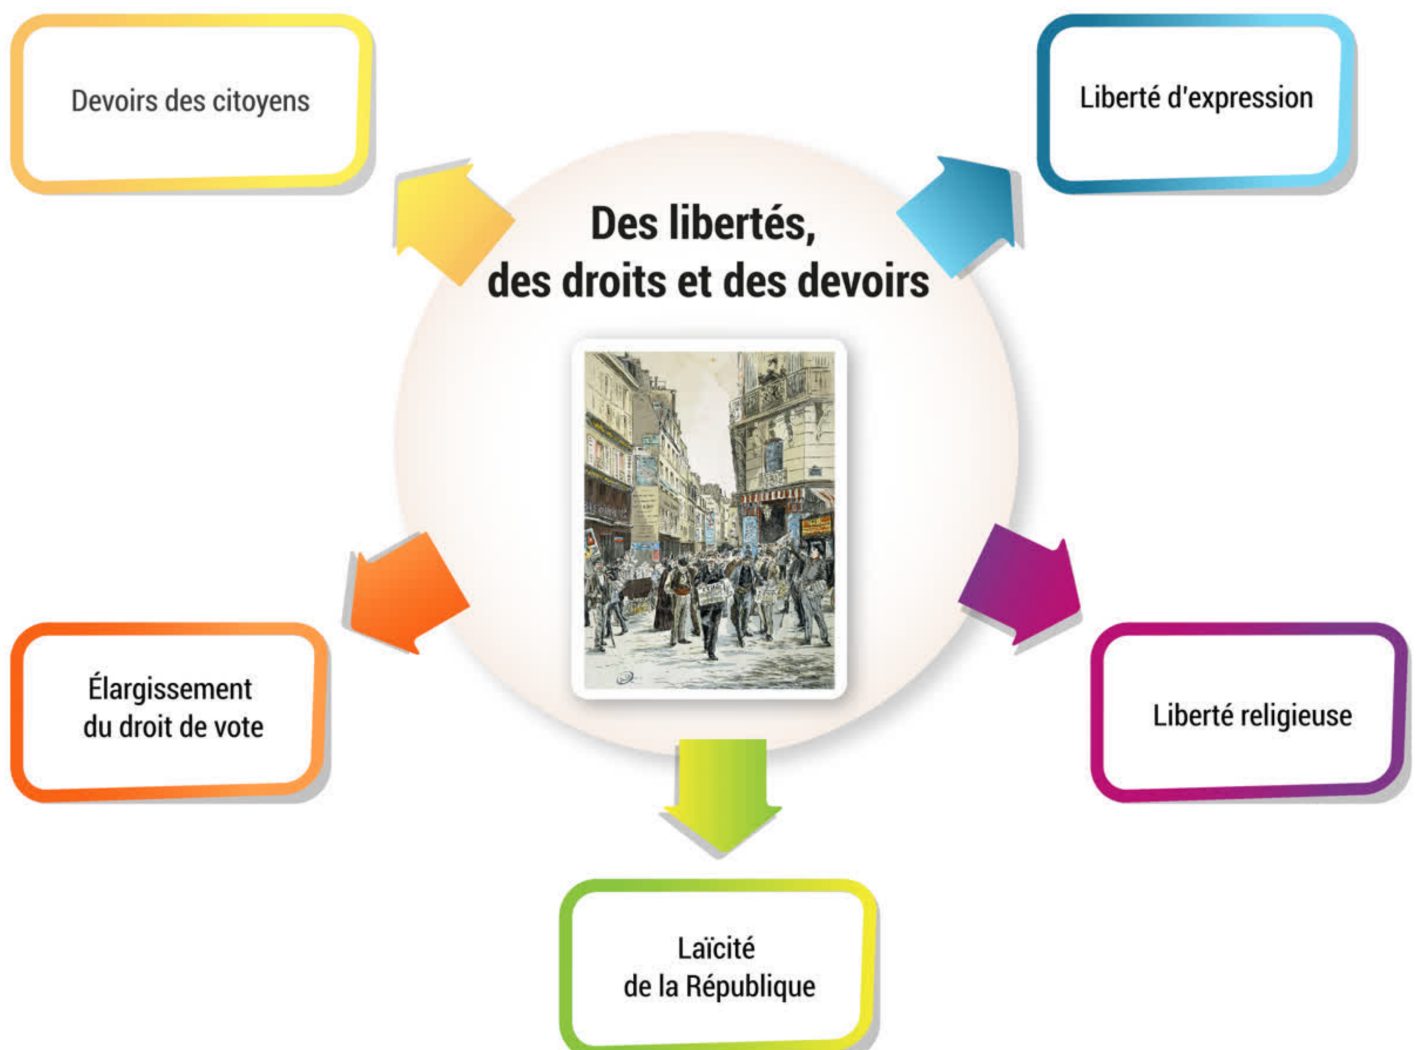 Devoirs des citoyens
Liberté d'expression
Des libertés,
des droits et des devoirs
Élargissement
du droit de vote
Liberté religieuse
Laïcité
de la République